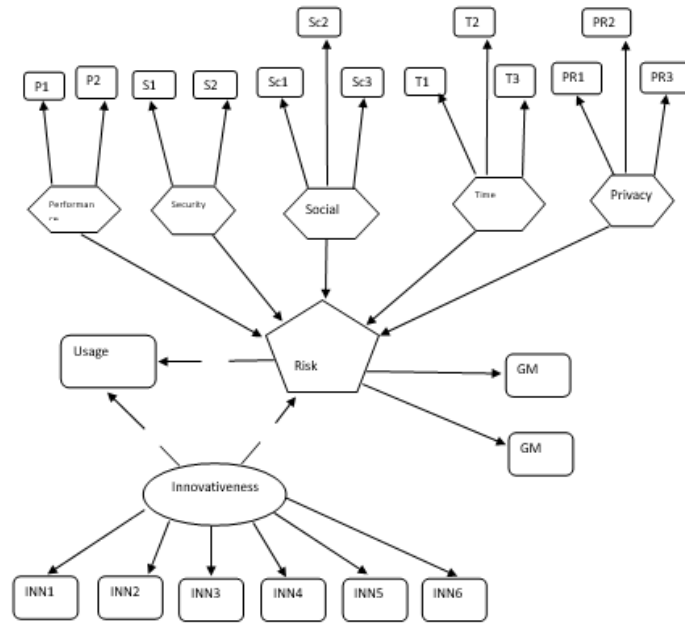 Sc2
T2
PR2
P1
P2
S1
S2
Sc1
Sc3
T1
T3
PR1
PR3
Performan
ce
Security
Social
Time
Privacy
Usage
Risk
GM
GM
Innovativeness
INN1
INN2
INN3
INN4
INN5
INN6